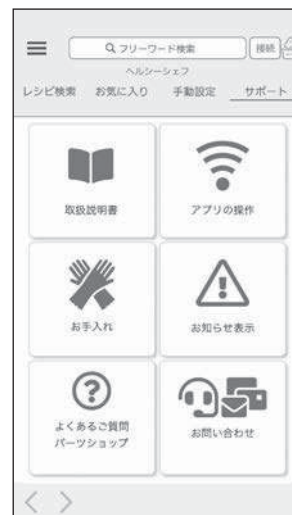 フリーワード検索
接続
ヘルシーシェフ
レシピ検索 お気に入り 手動設定 サポート
取扱説明書
アプリの操作
お手入れ
お知らせ表示
よくあるご質問
パーツショップ
お問い合わせ